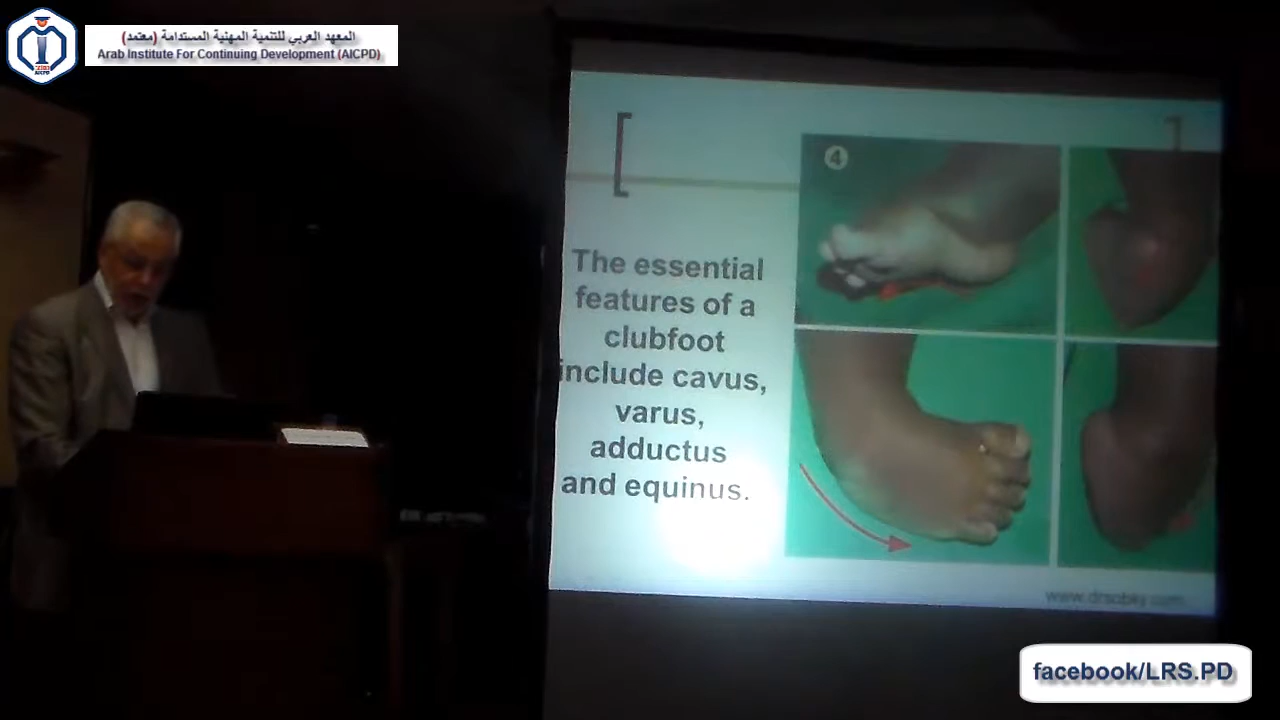 المعهد العربي للتنمية المهنية المستدامة (معتمد)
Arab Institute For Continuing Development (AICPD)
AICPD
[ ]
4
The essential
features of a
clubfoot
include cavus,
varus,
adductus
and equinus.
www.drsobky.com
facebook/LRS.PD